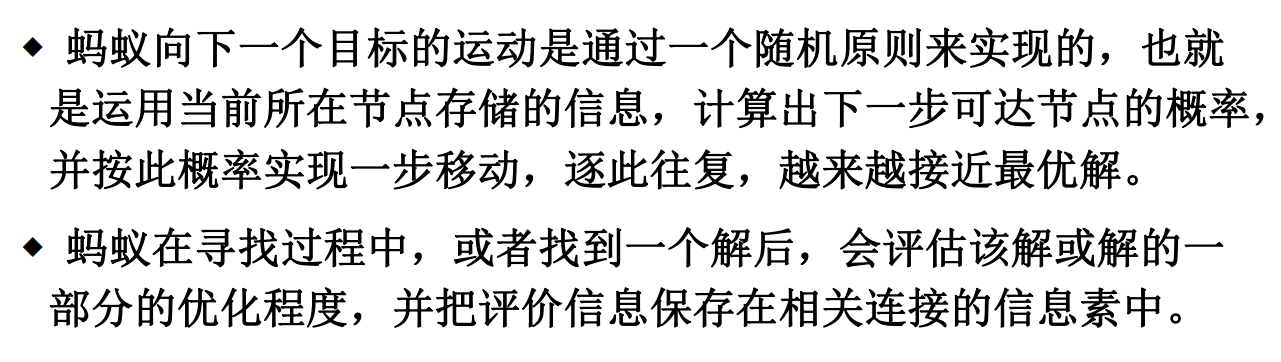 ◆ 蚂蚁向下一个目标的运动是通过一个随机原则来实现的，也就
是运用当前所在节点存储的信息，计算出下一步可达节点的概率，
并按此概率实现一步移动，逐此往复，越来越接近最优解。
◆ 蚂蚁在寻找过程中，或者找到一个解后，会评估该解或解的一
部分的优化程度，并把评价信息保存在相关连接的信息素中。